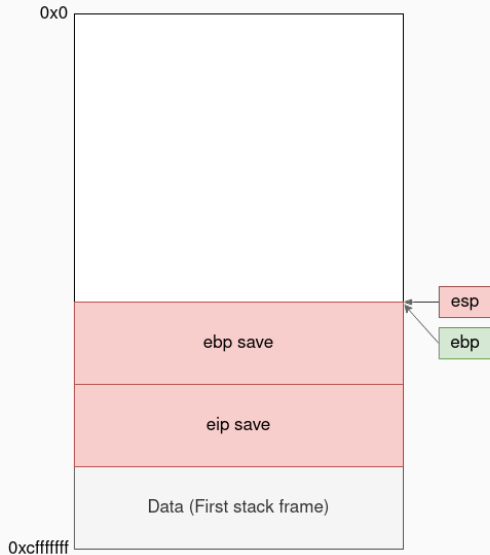 0x0
esp
ebp save
ebp
eip save
Data (First stack frame)
0xcfffffff